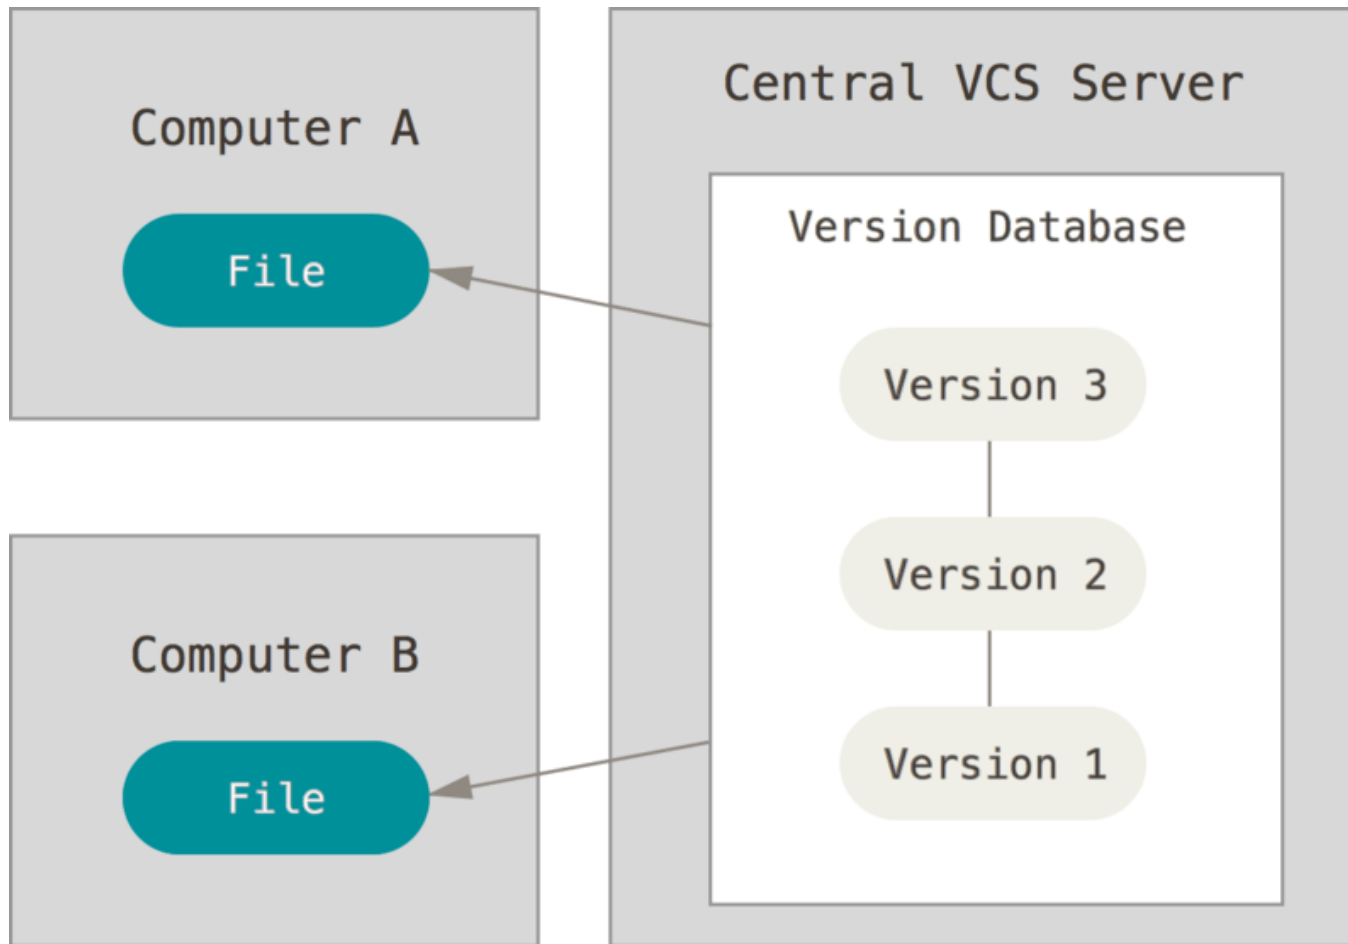 Computer A
File
Computer B
File
Central VCS Server
Version Database
Version 3
Version 2
Version 1